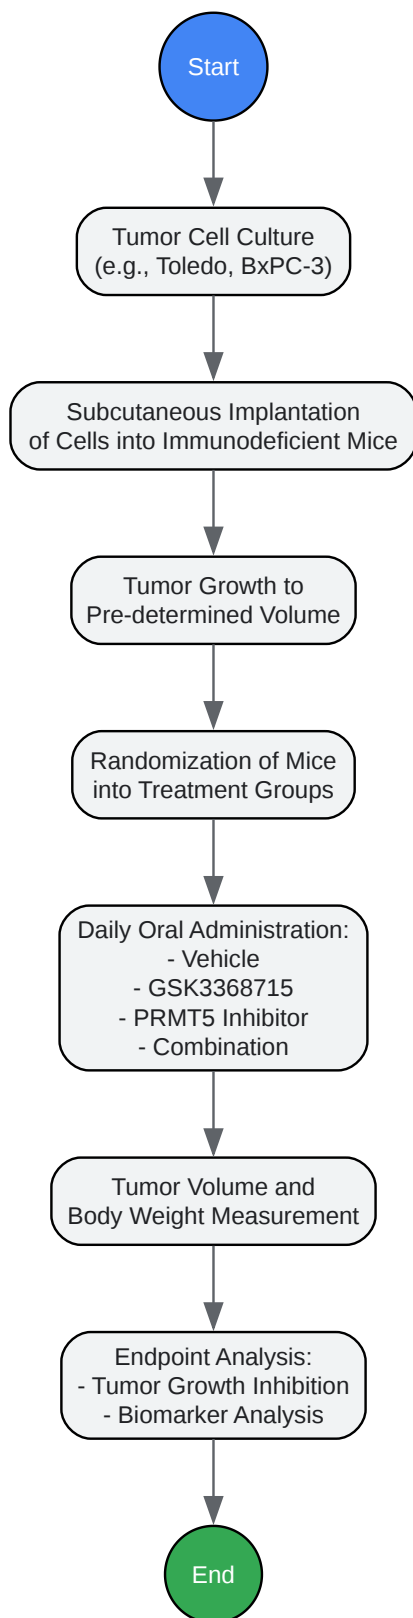 Start
Tumor Cell Culture
(e.g., Toledo, BxPC-3)
Subcutaneous Implantation
of Cells into Immunodeficient Mice
Tumor Growth to
Pre-determined Volume
Randomization of Mice
into Treatment Groups
Daily Oral Administration:
- Vehicle
- GSK3368715
- PRMT5 Inhibitor
- Combination
Tumor Volume and
Body Weight Measurement
Endpoint Analysis:
- Tumor Growth Inhibition
- Biomarker Analysis
End